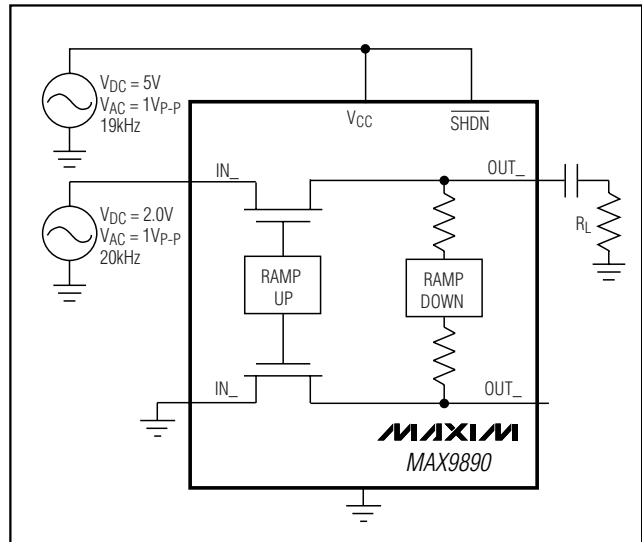 V_DC = 5V
V_AC = 1V_P-P
19kHz
V_CC
SHDN
IN_
OUT_
V_DC = 2.0V
V_AC = 1V_P-P
20kHz
R_L
RAMP
UP
RAMP
DOWN
IN_
OUT_
MAXIM
MAX9890